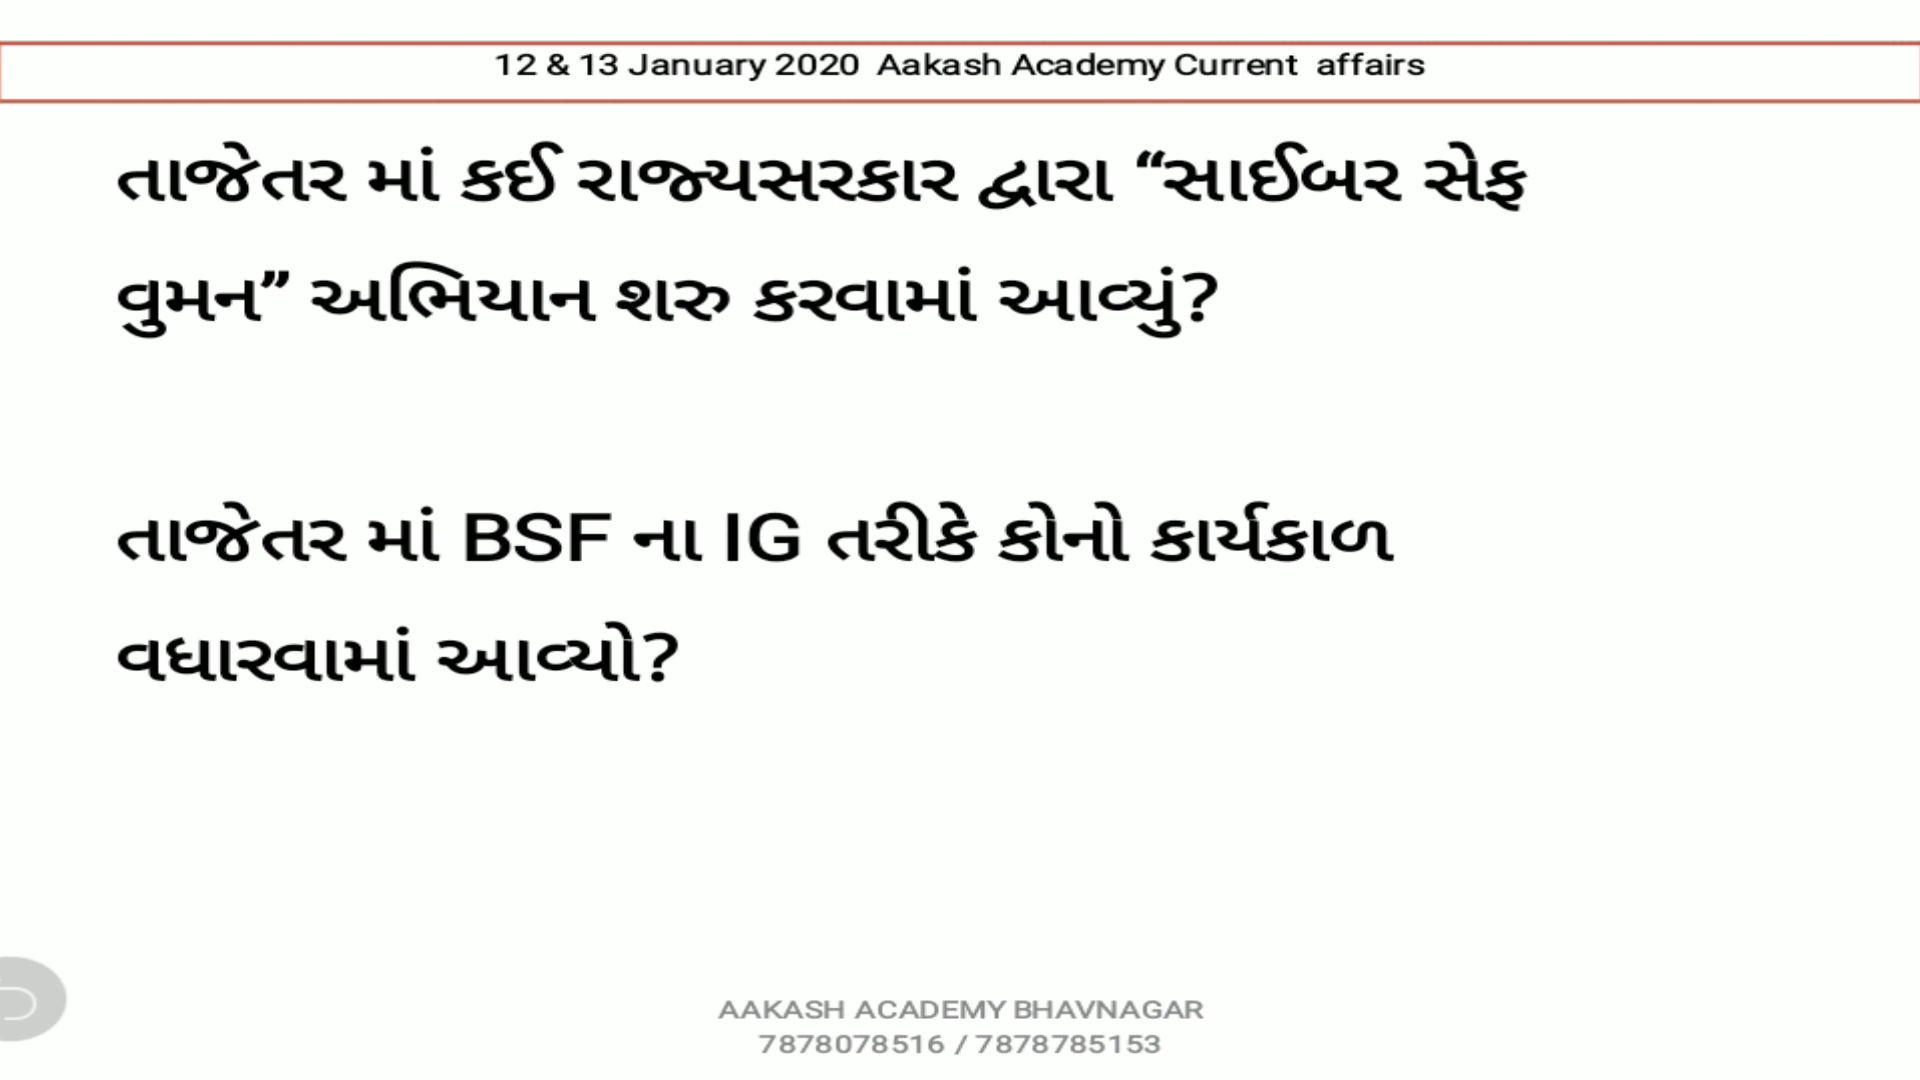 12 & 13 January 2020 Aakash Academy Current affairs
તાજેતર માં કઈ રાજ્યસરકાર દ્વારા “સાઈબર સેફ
વુમન” અભિયાન શરુ કરવામાં આવ્યું?
તાજેતર માં BSF ના IG તરીકે કોનો કાર્યકાળ
વધારવામાં આવ્યો?
AAKASH ACADEMY BHAVNAGAR
7878078516 / 7878785153